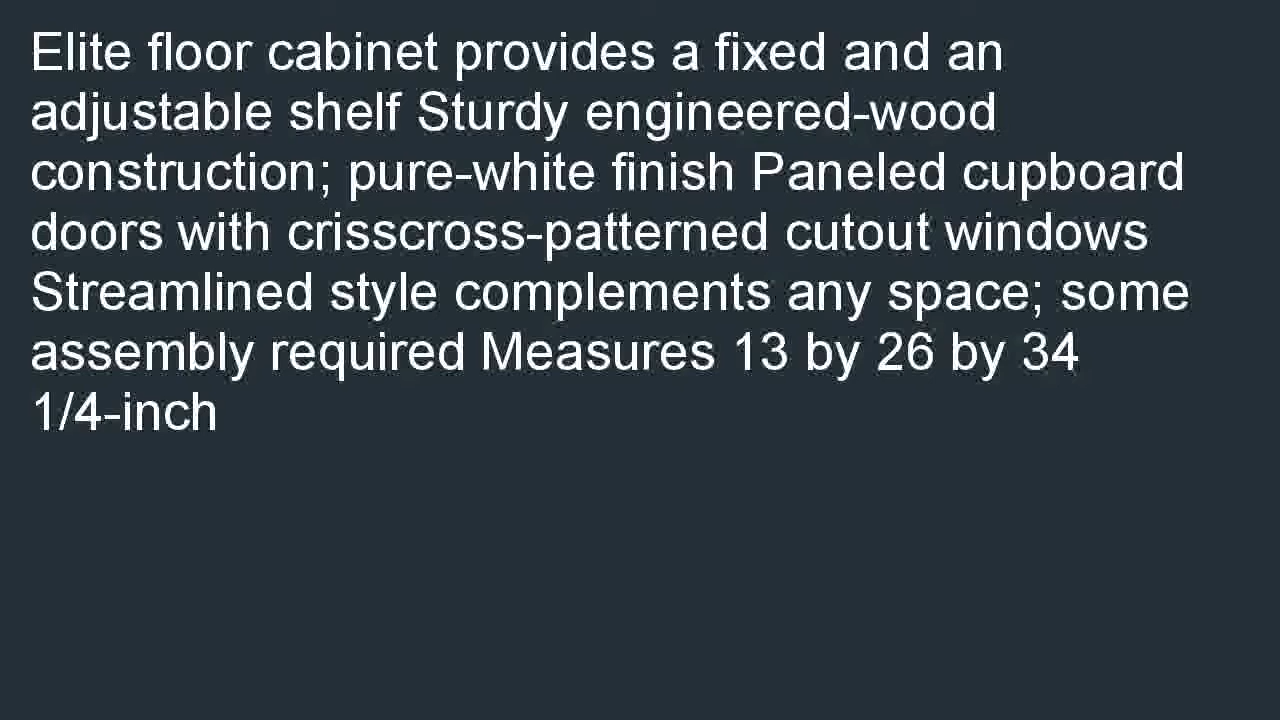 Elite floor cabinet provides a fixed and an
adjustable shelf Sturdy engineered-wood
construction; pure-white finish Paneled cupboard
doors with crisscross-patterned cutout windows
Streamlined style complements any space; some
assembly required Measures 13 by 26 by 34
1/4-inch